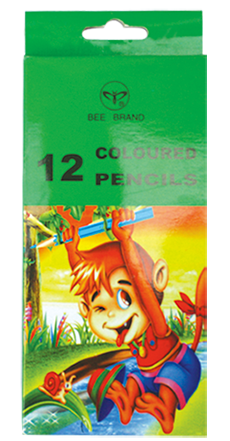 BEE BRAND
12 COLOURED
PENCILS